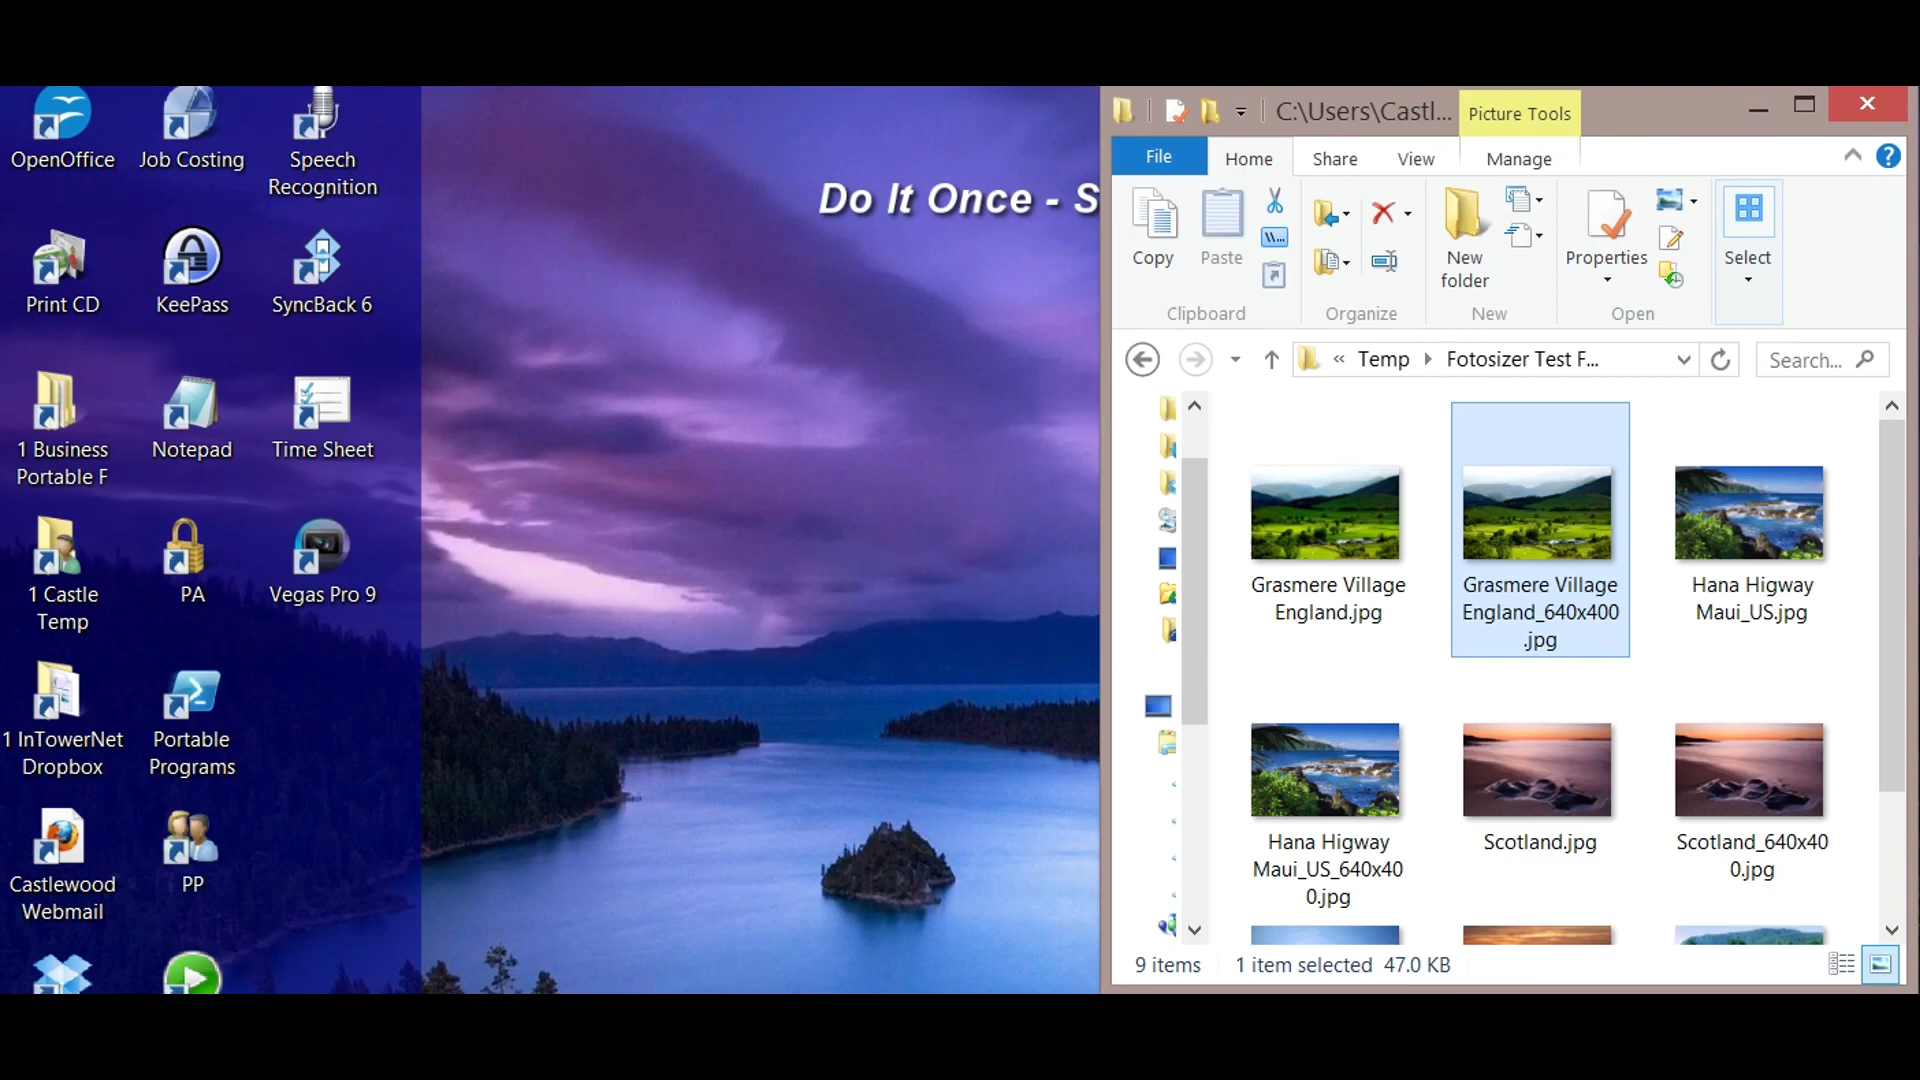 OpenOffice
Job Costing
Speech
Recognition
Print CD
KeePass
SyncBack 6
1 Business
Portable F
Notepad
Time Sheet
1 Castle
Temp
PA
Vegas Pro 9
1 InTowerNet
Dropbox
Portable
Programs
Castlewood
Webmail
PP
Do It Once - S
C:\Users\Castl...
Picture Tools
File
Home
Share
View
Manage
Copy
Paste
New
folder
Properties
Select
Clipboard
Organize
New
Open
« Temp
Fotosizer Test F...
Search...
Grasmere Village
England.jpg
Grasmere Village
England_640x400
.jpg
Hana Higway
Maui_US.jpg
Hana Higway
Maui_US_640x40
0.jpg
Scotland.jpg
Scotland_640x40
0.jpg
9 items
1 item selected 47.0 KB